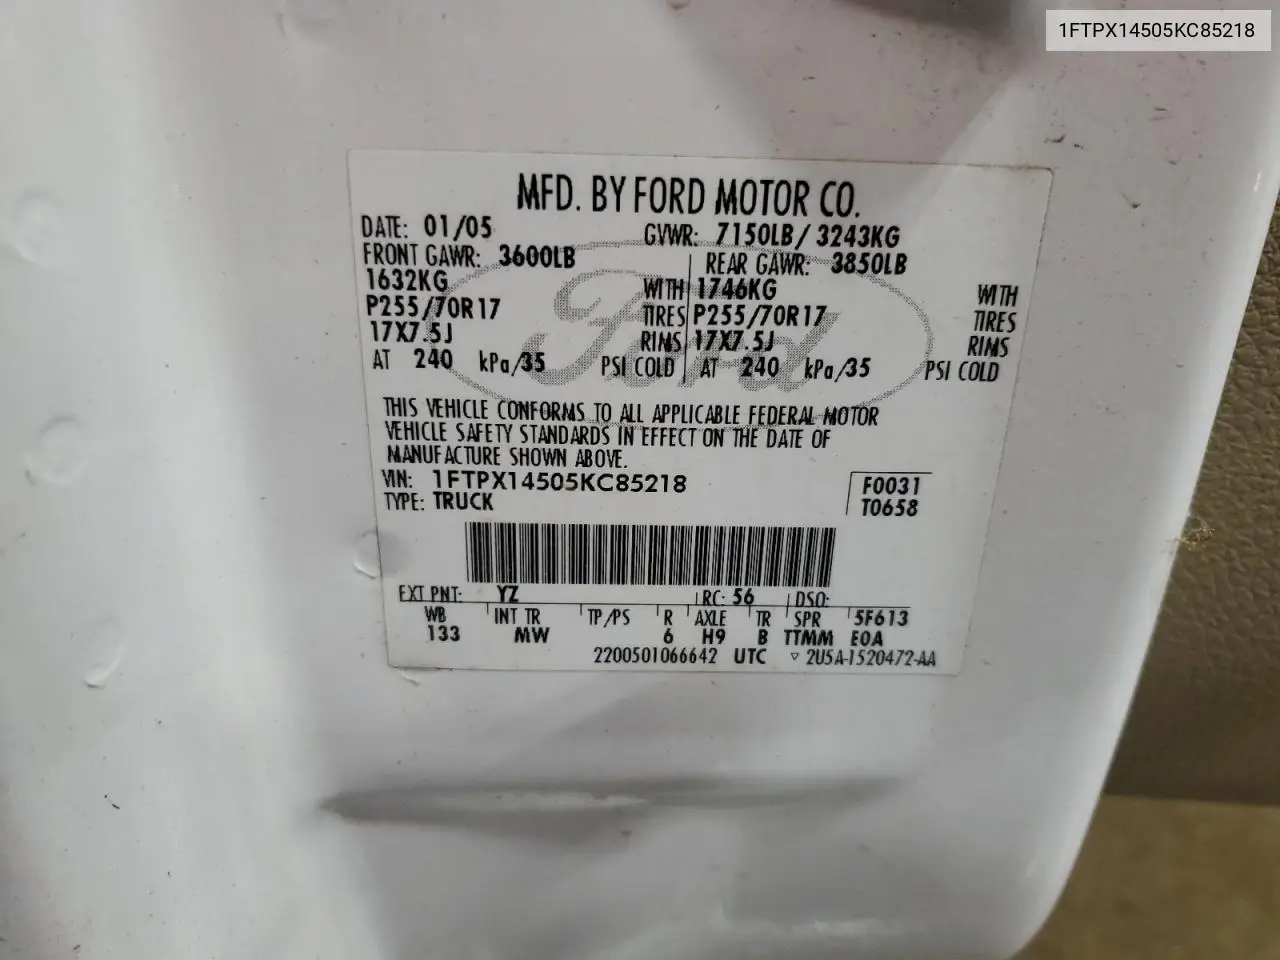 1FTPX14505KC85218
MFD. BY FORD MOTOR CO.
DATE: 01/05 GVWR: 7150LB/ 3243KG
FRONT GAWR: 3600LB REAR GAWR: 3850LB
1632KG WITH 1746KG WITH
P255/70R17 TIRES P255/70R17 TIRES
17X7.5J RIMS 17X7.5J RIMS
AT 240 kPa/35 PSI COLD AT 240 kPa/35 PSI COLD
Ford
THIS VEHICLE CONFORMS TO ALL APPLICABLE FEDERAL MOTOR
VEHICLE SAFETY STANDARDS IN EFFECT ON THE DATE OF
MANUFACTURE SHOWN ABOVE.
VIN: 1FTPX14505KC85218 F0031
TYPE: TRUCK T0658
EXT PNT: YZ RC: 56 DSO:
WB INT TR TP/PS R AXLE TR SPR 5F613
133 MW 6 H9 B TTMM E0A
2200501066642 UTC ▿ 2U5A-1520472-AA